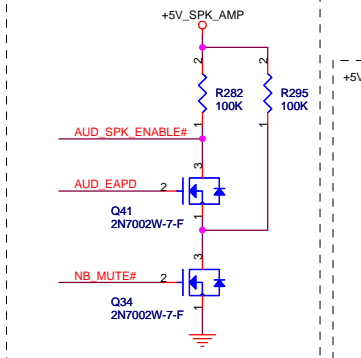 +5V_SPK_AMP
+5V
2
2
R282
100K
R295
100K
1
1
AUD_SPK_ENABLE#
3
AUD_EAPD
2
Q41
2N7002W-7-F
1
3
NB_MUTE#
2
Q34
2N7002W-7-F
1